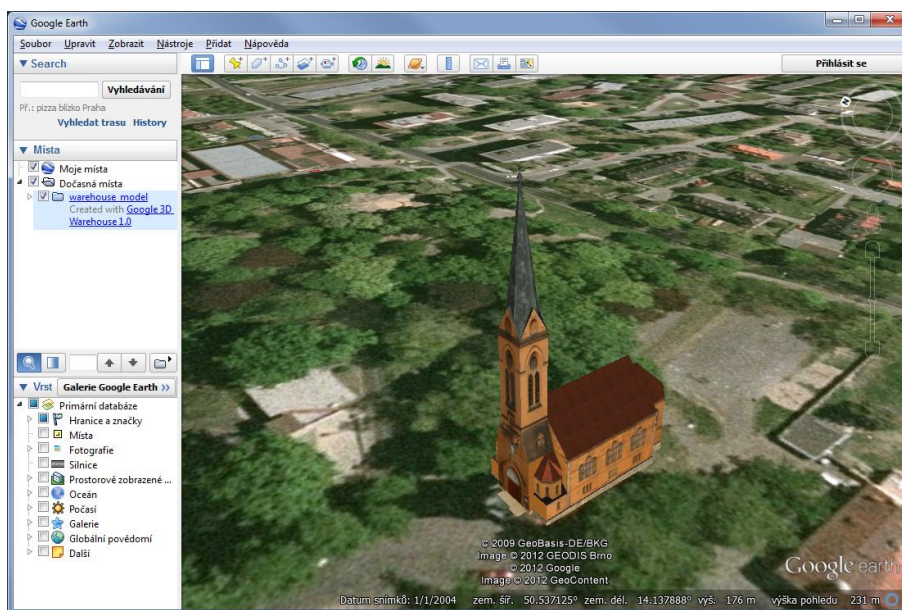 Google Earth
Soubor Upravit Zobrazit Nástroje Přidat Nápověda
Search
Přihlásit se
Vyhledávání
Př.: pizza blízko Praha
Vyhledat trasu History
Místa
Moje místa
Dočasná místa
warehouse model
Created with Google 3D
Warehouse 1.0
Vrst Galerie Google Earth >>
Primární databáze
Hranice a značky
Místa
Fotografie
Silnice
Prostorové zobrazené ...
Oceán
Počasí
Galerie
Globální povědomí
Další
N
© 2009 GeoBasis-DE/BKG
Image © 2012 GEODIS Brno
© 2012 Google
Image © 2012 GeoContent
Google earth
Datum snímků: 1/1/2004 zem. šíř. 50.537125° zem. dél. 14.137888° výš. 176 m výška pohledu 231 m